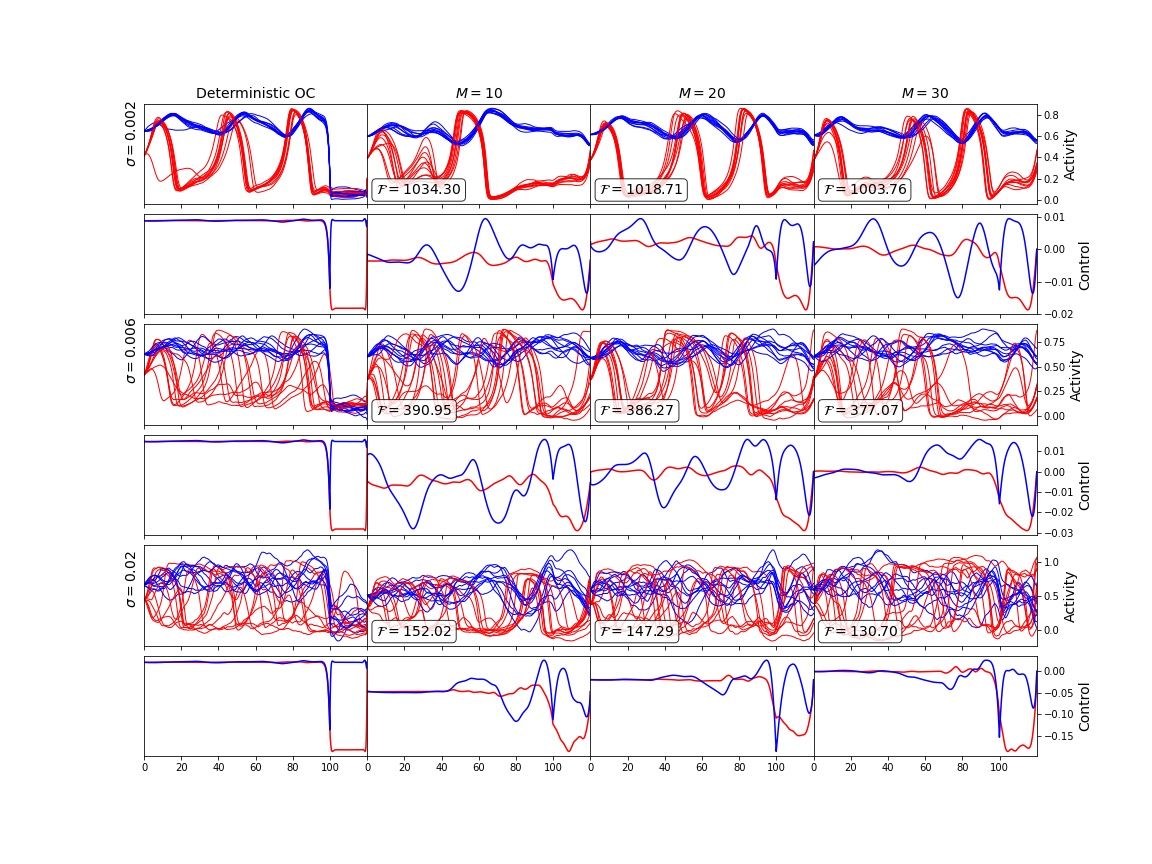 Deterministic OC M = 10 M = 20 M = 30
σ = 0.002
0.8
0.6
0.4
0.2
0.0
Activity
ℱ = 1034.30 ℱ = 1018.71 ℱ = 1003.76
0.01
0.00
−0.01
−0.02
Control
σ = 0.006
0.75
0.50
0.25
0.00
Activity
ℱ = 390.95 ℱ = 386.27 ℱ = 377.07
0.01
0.00
−0.01
−0.02
−0.03
Control
σ = 0.02
1.0
0.5
0.0
Activity
ℱ = 152.02 ℱ = 147.29 ℱ = 130.70
0.00
−0.05
−0.10
−0.15
Control
0 20 40 60 80 100 0 20 40 60 80 100 0 20 40 60 80 100 0 20 40 60 80 100